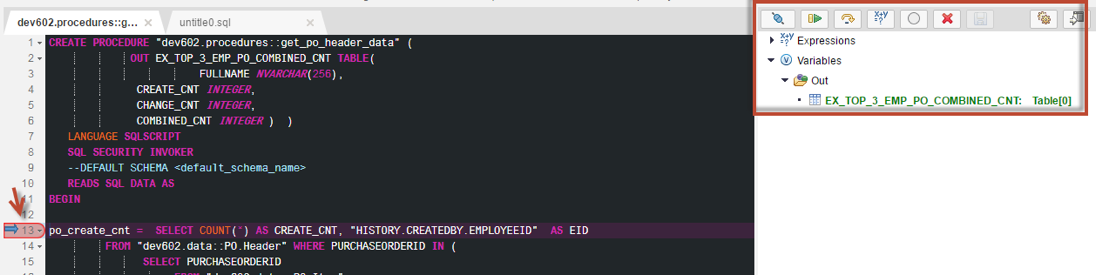 dev602.procedures::g...
untitle0.sql
1 CREATE PROCEDURE "dev602.procedures::get_po_header_data" (
2 OUT EX_TOP_3_EMP_PO_COMBINED_CNT TABLE(
3 FULLNAME NVARCHAR(256),
4 CREATE_CNT INTEGER,
5 CHANGE_CNT INTEGER,
6 COMBINED_CNT INTEGER ) )
7 LANGUAGE SQLSCRIPT
8 SQL SECURITY INVOKER
9 --DEFAULT SCHEMA <default_schema_name>
10 READS SQL DATA AS
11 BEGIN
12
13 po_create_cnt = SELECT COUNT(*) AS CREATE_CNT, "HISTORY.CREATEDBY.EMPLOYEEID" AS EID
14 FROM "dev602.data::PO.Header" WHERE PURCHASEORDERID IN (
15 SELECT PURCHASEORDERID
Expressions
Variables
Out
EX_TOP_3_EMP_PO_COMBINED_CNT: Table[0]